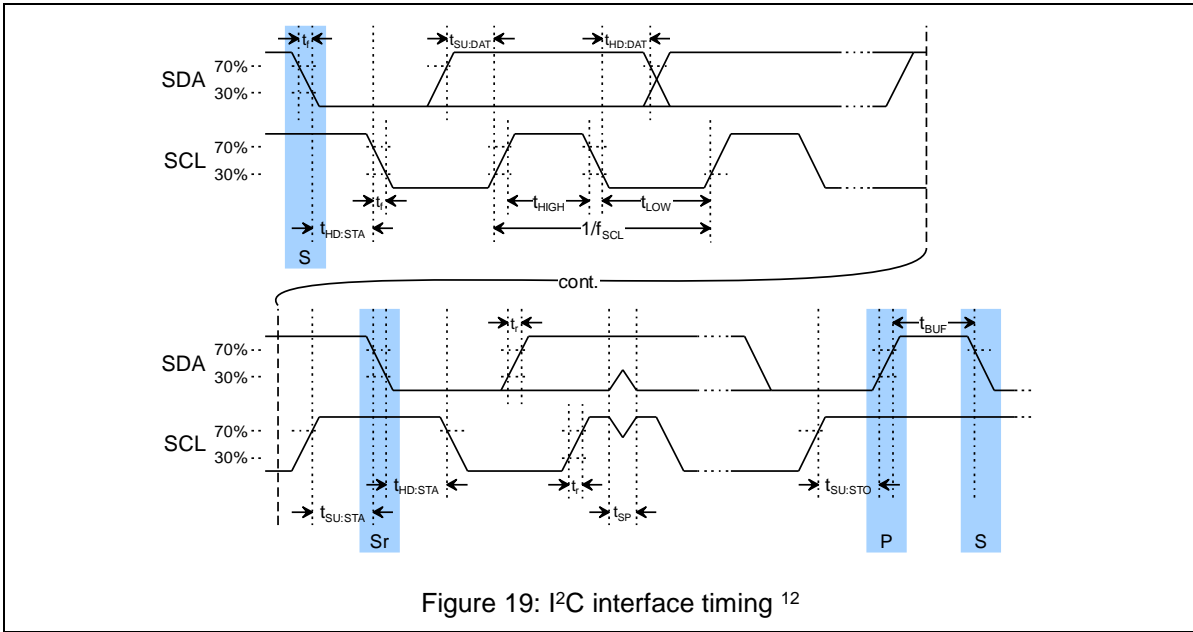 tf
tSU:DAT
tHD:DAT
SDA
70%
30%
SCL
70%
30%
tf
tHIGH
tLOW
tHD:STA
1/fSCL
S
cont.
tr
tBUF
SDA
70%
30%
SCL
70%
30%
tHD:STA
tr
tSU:STO
tSU:STA
tSP
Sr
P
S
Figure 19: I²C interface timing ¹²